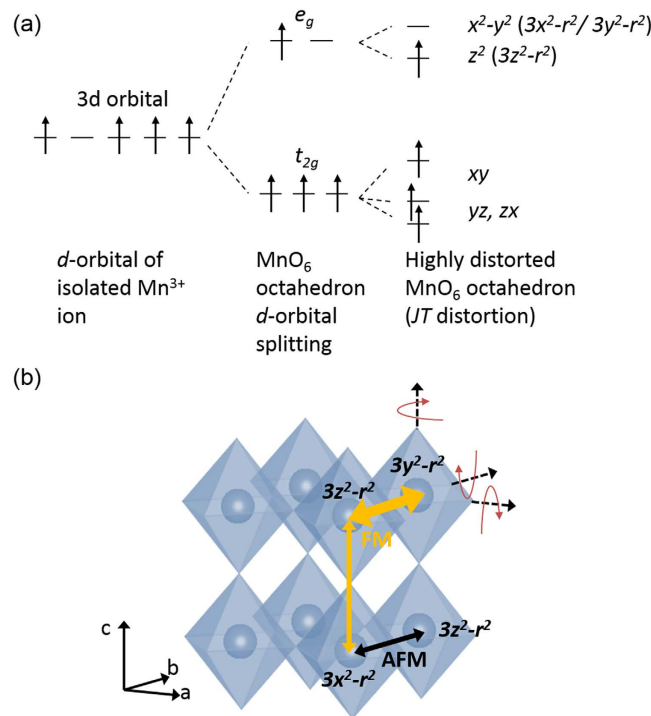 (a)
e_g
x²-y² (3x²-r²/ 3y²-r²)
z² (3z²-r²)
3d orbital
t_2g
xy
yz, zx
d-orbital of
isolated Mn³⁺
ion
MnO₆
octahedron
d-orbital
splitting
Highly distorted
MnO₆ octahedron
(JT distortion)
(b)
3y²-r²
3z²-r²
FM
3z²-r²
AFM
3x²-r²
c
b
a